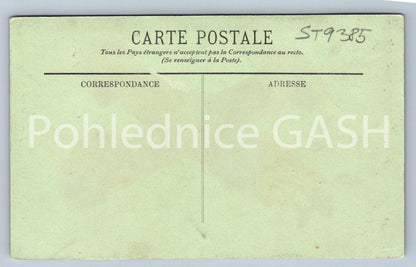 CARTE POSTALE
ST9385
Tous les Pays étrangers n'acceptent pas la Correspondance au recto.
(Se renseigner à la Poste).
CORRESPONDANCE
ADRESSE
Pohlednice GASH